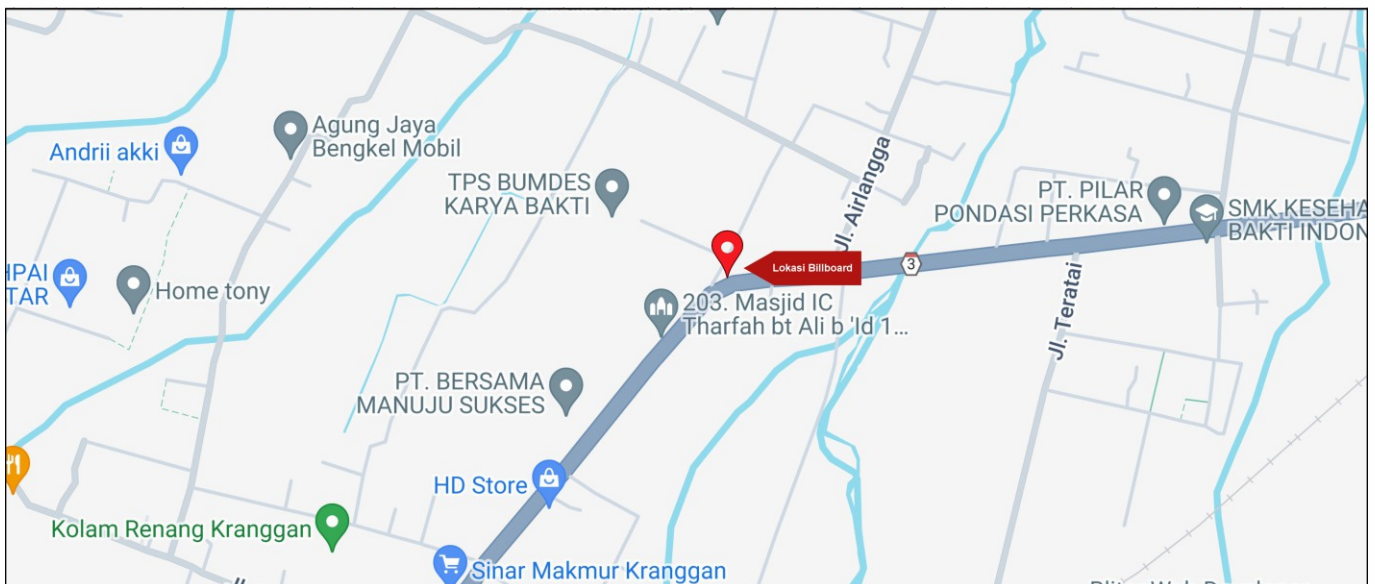 Agung Jaya
Bengkel Mobil
Andrii akki
TPS BUMDES
KARYA BAKTI
Jl. Airlangga
PT. PILAR
PONDASI PERKASA
SMK KESEHA
BAKTI INDON
Lokasi Billboard
3
HPAI
TAR
Home tony
203. Masjid IC
Tharfah bt Ali b 'Id 1...
Jl. Teratai
PT. BERSAMA
MANUJU SUKSES
HD Store
Kolam Renang Kranggan
Sinar Makmur Kranggan